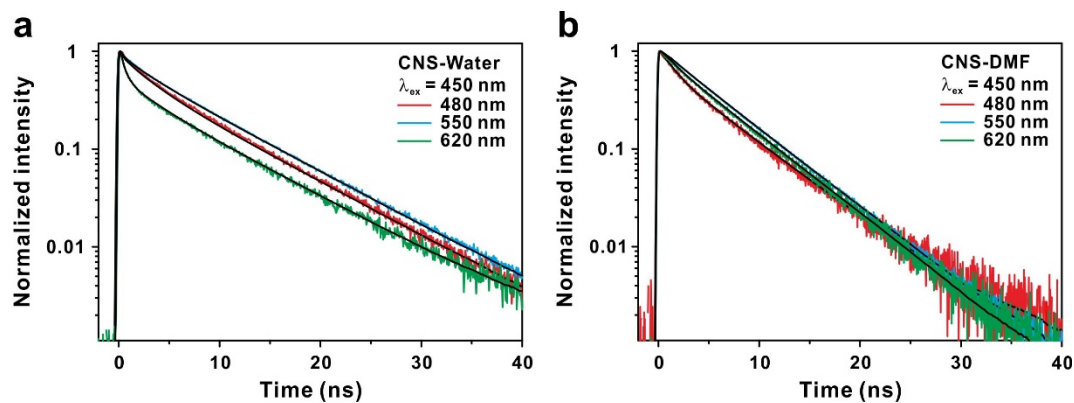 a
CNS-Water
λex = 450 nm
480 nm
550 nm
620 nm
Normalized intensity
1
0.1
0.01
0 10 20 30 40
Time (ns)
b
CNS-DMF
λex = 450 nm
480 nm
550 nm
620 nm
Normalized intensity
1
0.1
0.01
0 10 20 30 40
Time (ns)